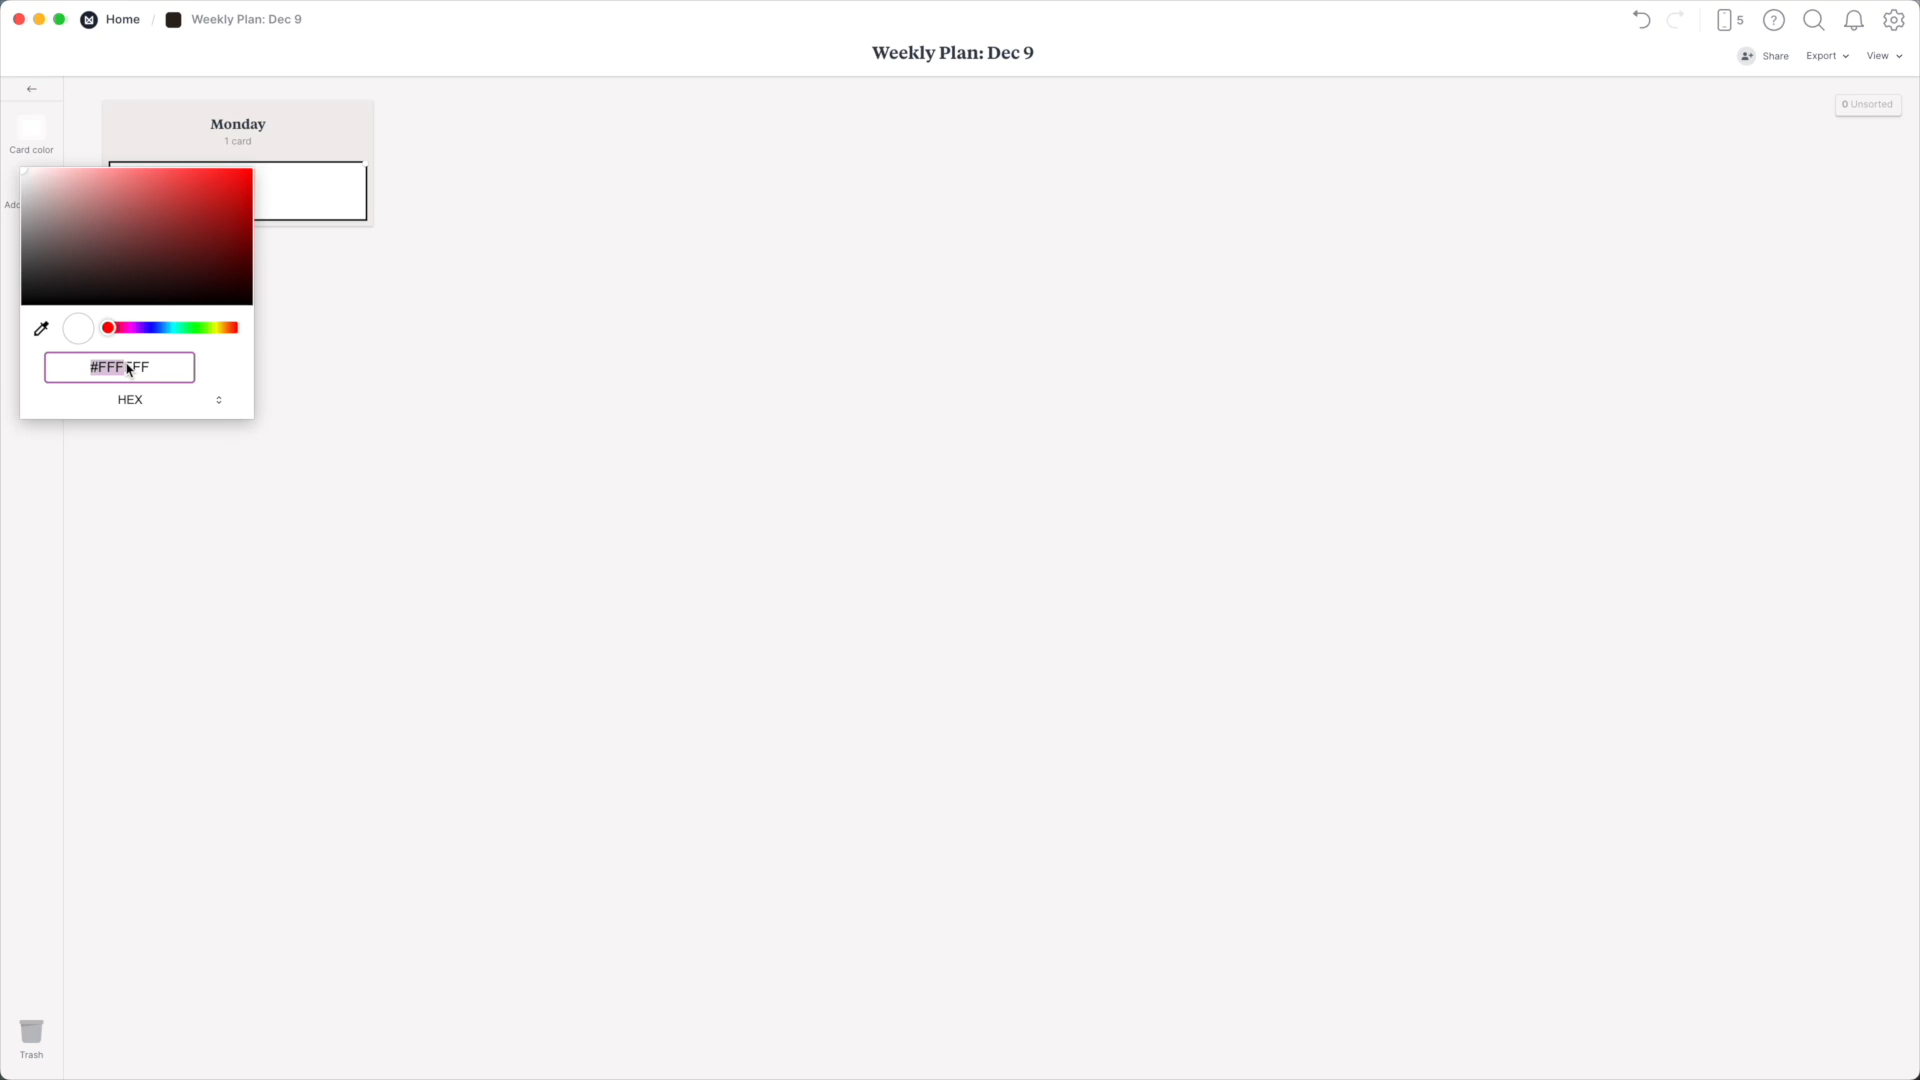 Home / Weekly Plan: Dec 9
5
Weekly Plan: Dec 9
Share Export View
0 Unsorted
Card color
Monday
1 card
#FFFFFF
HEX
Trash